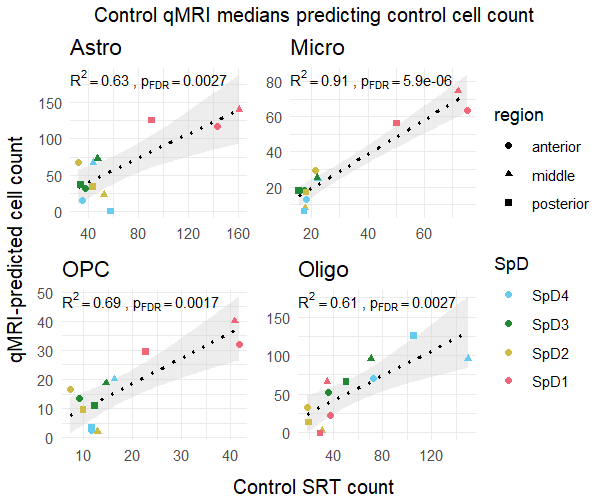 Control qMRI medians predicting control cell count
Astro
R² = 0.63 , pFDR = 0.0027
150
100
50
0
40
80
120
160
Micro
R² = 0.91 , pFDR = 5.9e-06
80
60
40
20
20
40
60
OPC
R² = 0.69 , pFDR = 0.0017
50
40
30
20
10
0
10
20
30
40
Oligo
R² = 0.61 , pFDR = 0.0027
150
100
50
0
40
80
120
qMRI-predicted cell count
Control SRT count
region
anterior
middle
posterior
SpD
SpD4
SpD3
SpD2
SpD1